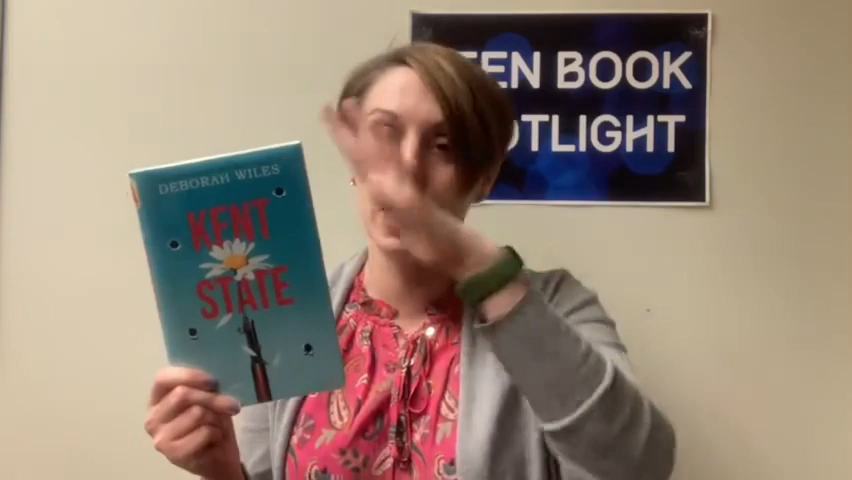 DEBORAH WILES
KENT
STATE
EEN BOOK
OTLIGHT